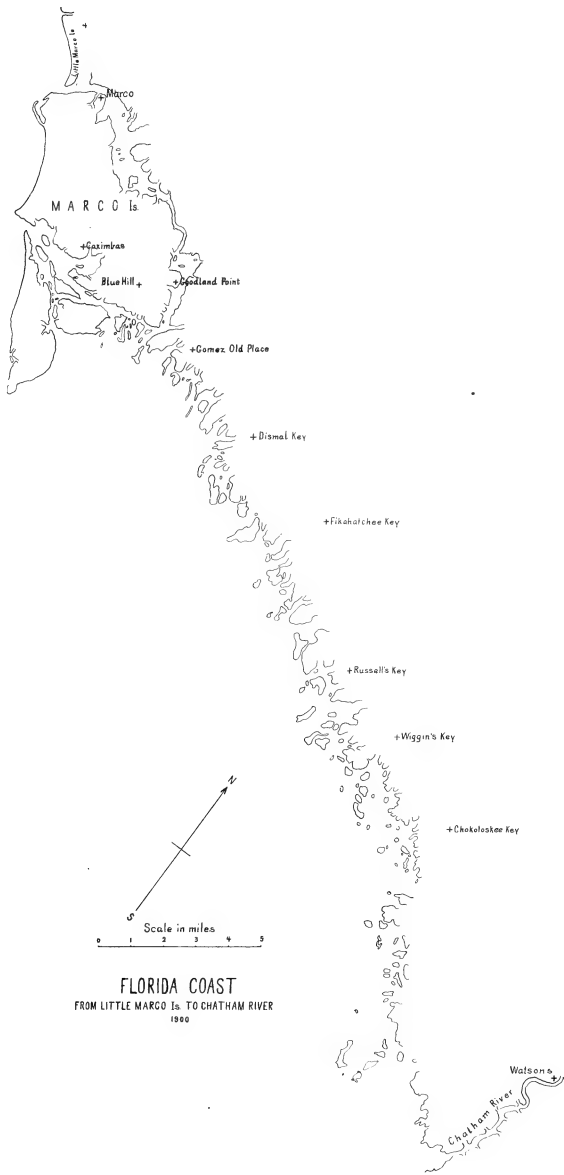 Little Marco Is
Marco
MARCO Is.
Caximbas
Blue Hill
Goodland Point
Gomez Old Place
Dismal Key
Fikahatchee Key
Russell's Key
Wiggin's Key
N
Chokoloskee Key
S
Scale in miles
0 1 2 3 4 5
FLORIDA COAST
FROM LITTLE MARCO Is. TO CHATHAM RIVER
1900
Watsons
Chatham River